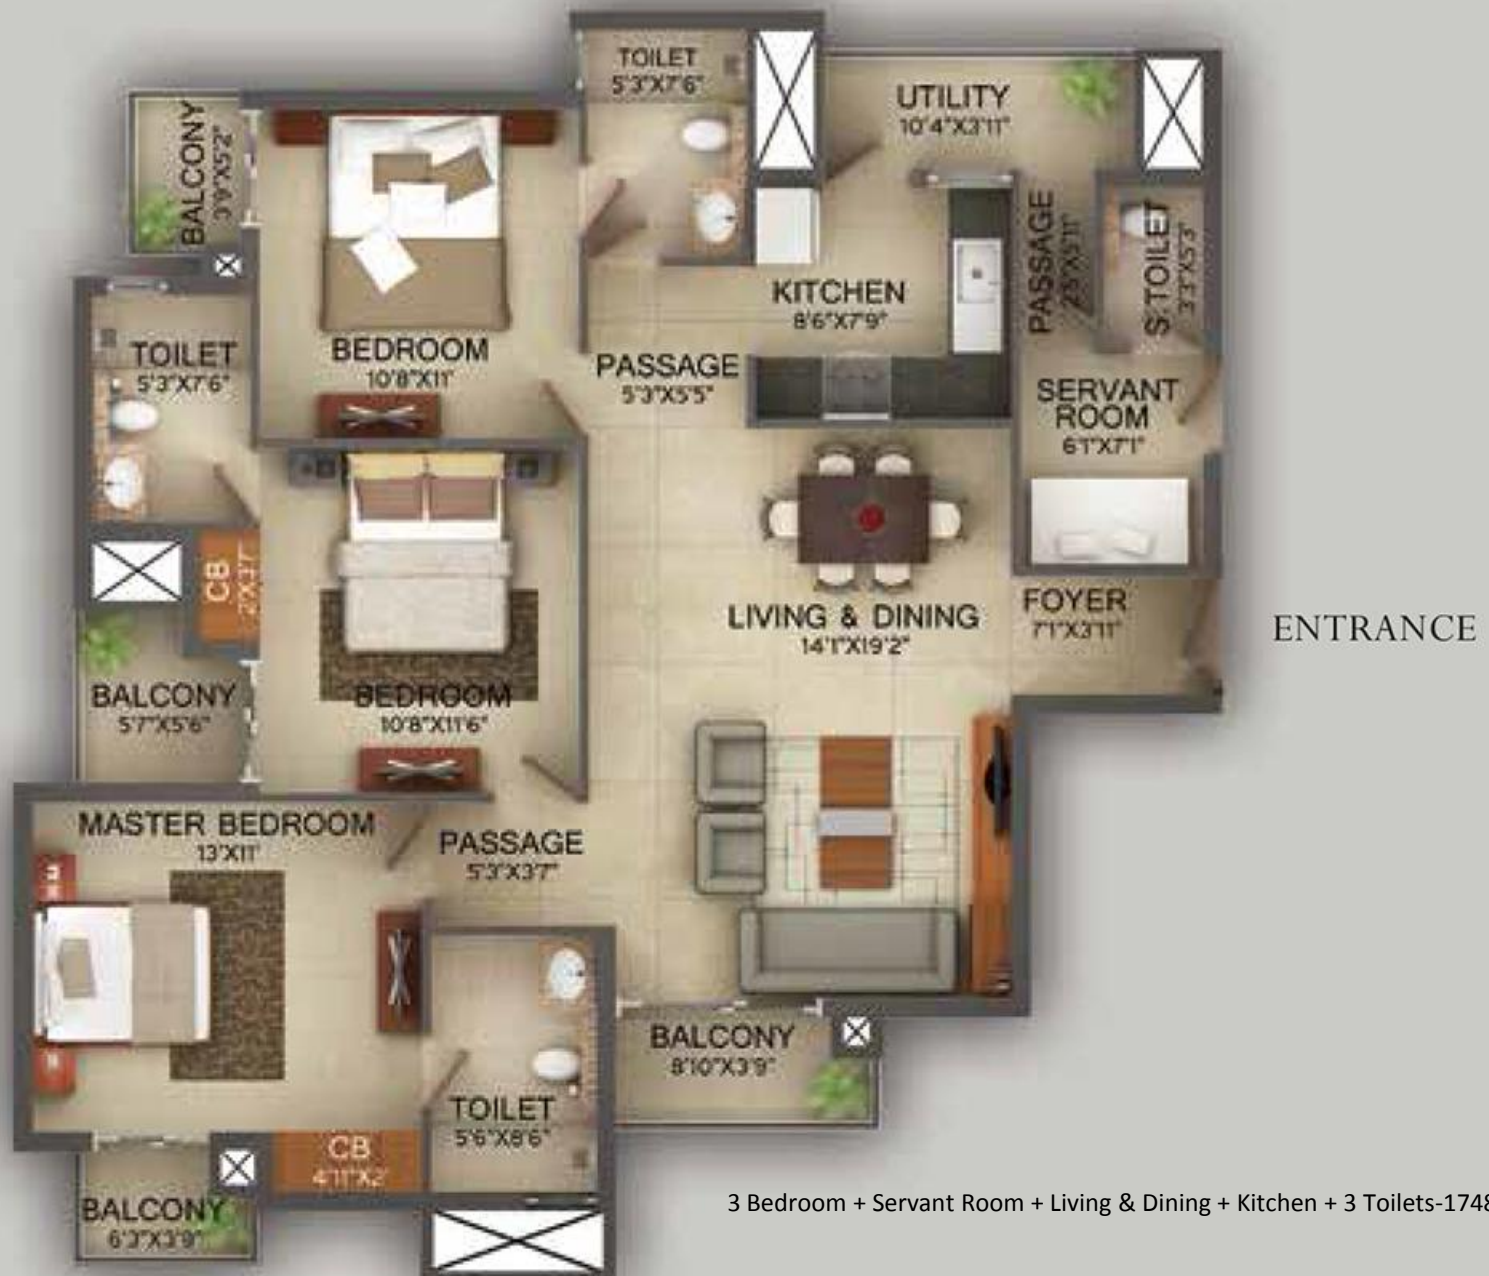 TOILET
5'3"X7'6"
UTILITY
10'4"X3'11"
BALCONY
3'9"X5'2"
PASSAGE
2'5"X5'11"
S.TOILET
3'3"X5'3"
KITCHEN
8'6"X7'9"
TOILET
5'3"X7'6"
BEDROOM
10'8"X11'
PASSAGE
5'3"X5'5"
SERVANT
ROOM
6'1"X7'1"
CB
2'X3'7"
LIVING & DINING
14'1"X19'2"
FOYER
7'1"X3'11"
ENTRANCE
BALCONY
5'7"X5'6"
BEDROOM
10'8"X11'6"
MASTER BEDROOM
13'X11'
PASSAGE
5'3"X3'7"
BALCONY
8'10"X3'9"
TOILET
5'6"X8'6"
CB
4'11"X2'
BALCONY
6'3"X3'9"
3 Bedroom + Servant Room + Living & Dining + Kitchen + 3 Toilets-1748